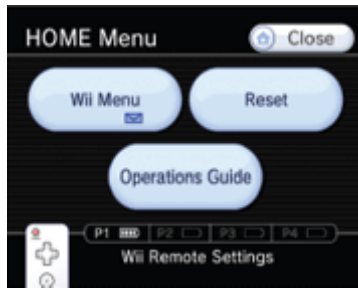 HOME Menu
Close
Wii Menu
Reset
Operations Guide
P1 P2 P3 P4
Wii Remote Settings